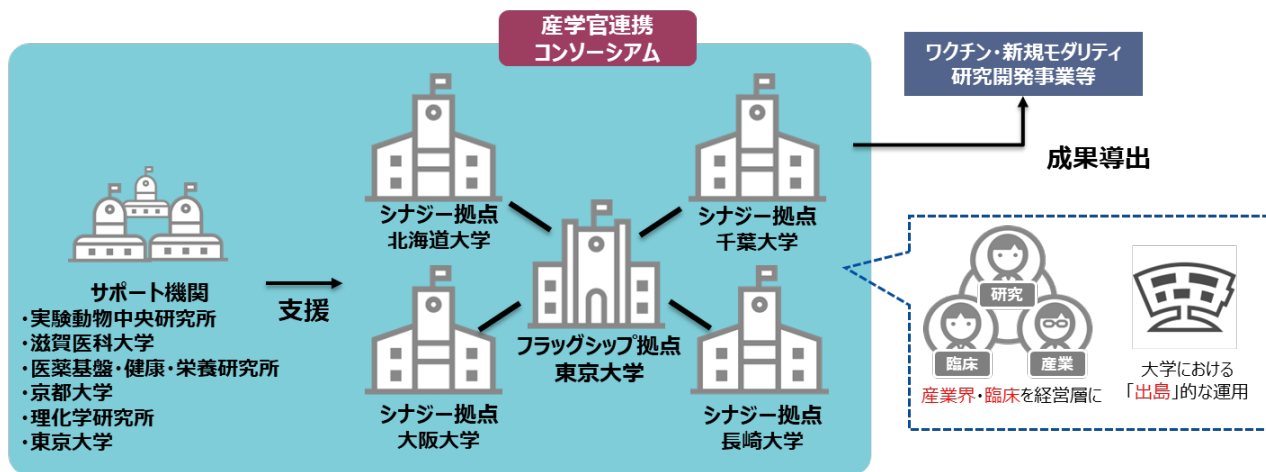 産学官連携
コンソーシアム
ワクチン・新規モダリティ
研究開発事業等
成果導出
シナジー拠点
北海道大学
シナジー拠点
千葉大学
サポート機関
・実験動物中央研究所
・滋賀医科大学
・医薬基盤・健康・栄養研究所
・京都大学
・理化学研究所
・東京大学
支援
フラッグシップ拠点
東京大学
シナジー拠点
大阪大学
シナジー拠点
長崎大学
研究
臨床
産業
産業界・臨床を経営層に
大学における
「出島」的な運用